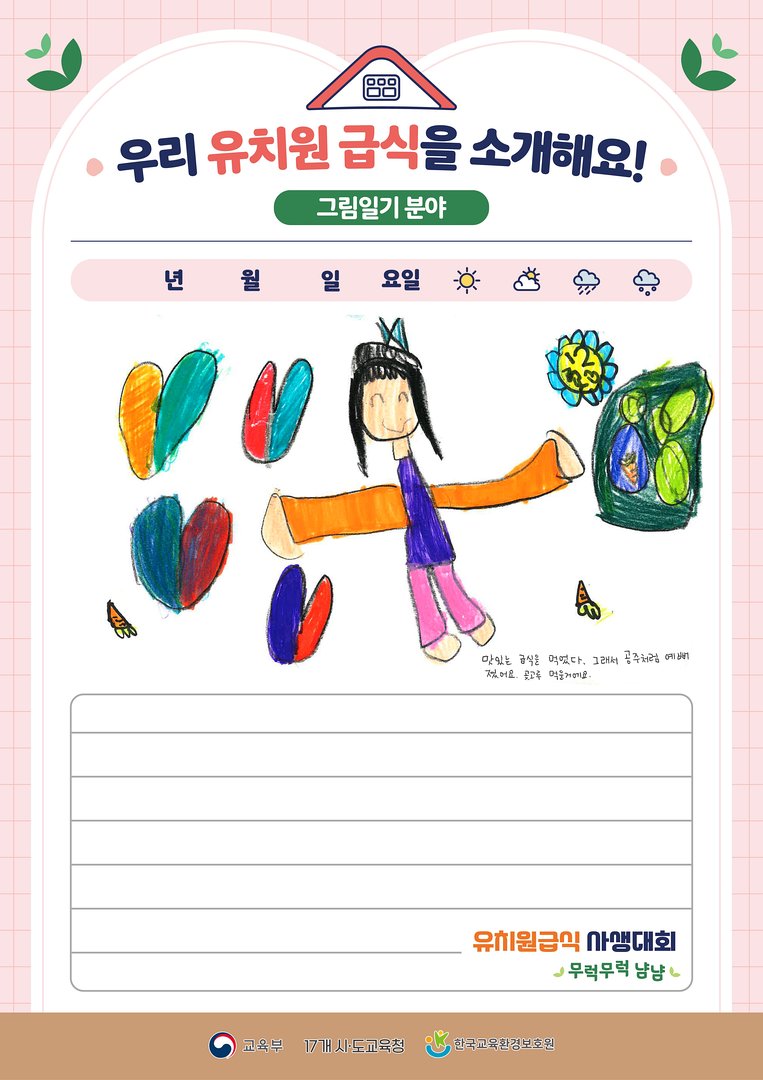 우리 유치원 급식을 소개해요!
그림일기 분야
년 월 일 요일
맛있는 급식을 먹었다. 그래서 공주처럼 예뻐
졌어요. 골고루 먹을거예요.
유치원급식 사생대회
무럭무럭 냠냠
교육부 17개 시·도교육청 한국교육환경보호원